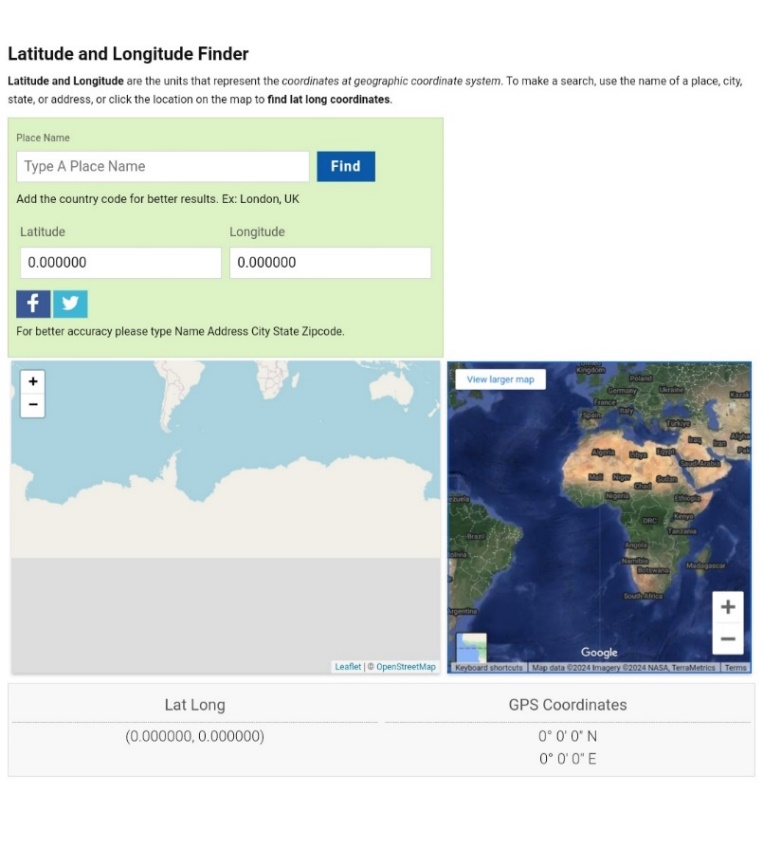 Latitude and Longitude Finder
Latitude and Longitude are the units that represent the coordinates at geographic coordinate system. To make a search, use the name of a place, city,
state, or address, or click the location on the map to find lat long coordinates.
Place Name
Type A Place Name
Find
Add the country code for better results. Ex: London, UK
Latitude
Longitude
0.000000
0.000000
For better accuracy please type Name Address City State Zipcode.
+
−
Leaflet | © OpenStreetMap
View larger map
Kingdom
Poland
Germany
Ukraine
France
Kazak
Spain
Italy
Türkiye
Iraq
Iran
Afgha
Pak
Algeria
Libya
Egypt
Saudi Arabia
Mali
Niger
Chad
Sudan
Nigeria
Ethiopia
ezuela
DRC
Kenya
Tanzania
Brazil
Angola
olivia
Namibia
Botswana
Madagascar
South Africa
rgentina
+
−
Google
Keyboard shortcuts
Map data ©2024 Imagery ©2024 NASA, TerraMetrics
Terms
Lat Long
GPS Coordinates
(0.000000, 0.000000)
0° 0' 0" N
0° 0' 0" E